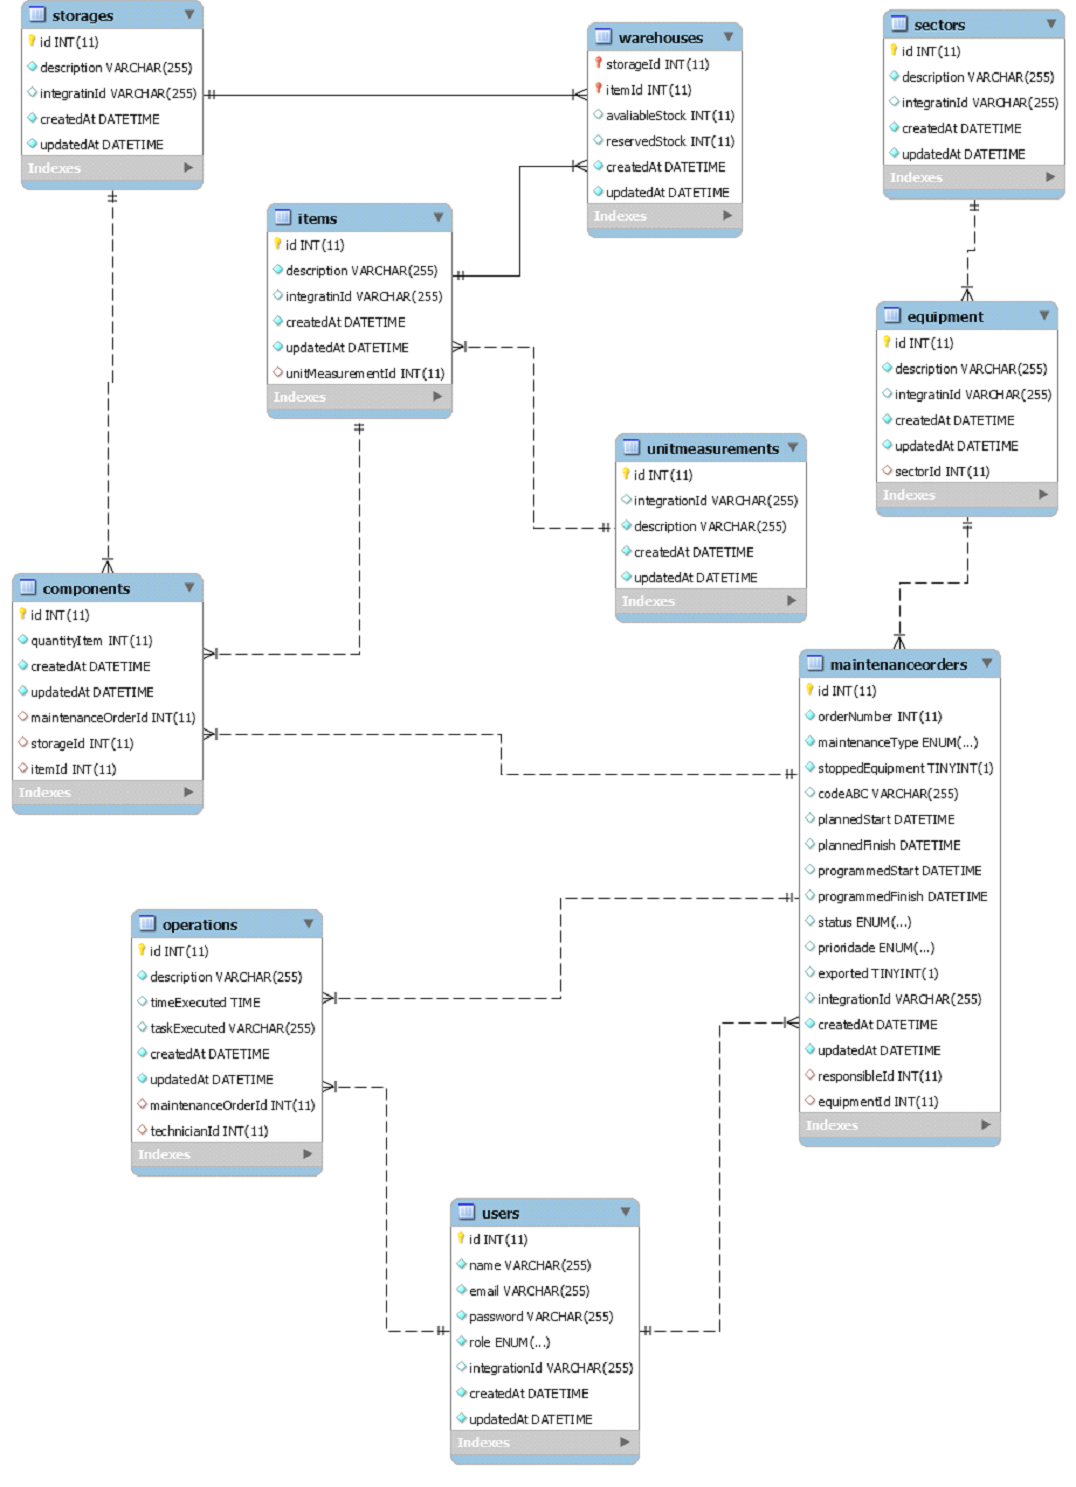 storages
id INT(11)
description VARCHAR(255)
integratinId VARCHAR(255)
createdAt DATETIME
updatedAt DATETIME
Indexes
warehouses
storageId INT(11)
itemId INT(11)
avaliableStock INT(11)
reservedStock INT(11)
createdAt DATETIME
updatedAt DATETIME
Indexes
sectors
id INT(11)
description VARCHAR(255)
integratinId VARCHAR(255)
createdAt DATETIME
updatedAt DATETIME
Indexes
items
id INT(11)
description VARCHAR(255)
integratinId VARCHAR(255)
createdAt DATETIME
updatedAt DATETIME
unitMeasurementId INT(11)
Indexes
equipment
id INT(11)
description VARCHAR(255)
integratinId VARCHAR(255)
createdAt DATETIME
updatedAt DATETIME
sectorId INT(11)
Indexes
unitmeasurements
id INT(11)
integrationId VARCHAR(255)
description VARCHAR(255)
createdAt DATETIME
updatedAt DATETIME
Indexes
components
id INT(11)
quantityItem INT(11)
createdAt DATETIME
updatedAt DATETIME
maintenanceOrderId INT(11)
storageId INT(11)
itemId INT(11)
Indexes
maintenanceorders
id INT(11)
orderNumber INT(11)
maintenanceType ENUM(...)
stoppedEquipment TINYINT(1)
codeABC VARCHAR(255)
plannedStart DATETIME
plannedFinish DATETIME
programmedStart DATETIME
programmedFinish DATETIME
status ENUM(...)
prioridade ENUM(...)
exported TINYINT(1)
integrationId VARCHAR(255)
createdAt DATETIME
updatedAt DATETIME
responsibleId INT(11)
equipmentId INT(11)
Indexes
operations
id INT(11)
description VARCHAR(255)
timeExecuted TIME
taskExecuted VARCHAR(255)
createdAt DATETIME
updatedAt DATETIME
maintenanceOrderId INT(11)
technicianId INT(11)
Indexes
users
id INT(11)
name VARCHAR(255)
email VARCHAR(255)
password VARCHAR(255)
role ENUM(...)
integrationId VARCHAR(255)
createdAt DATETIME
updatedAt DATETIME
Indexes